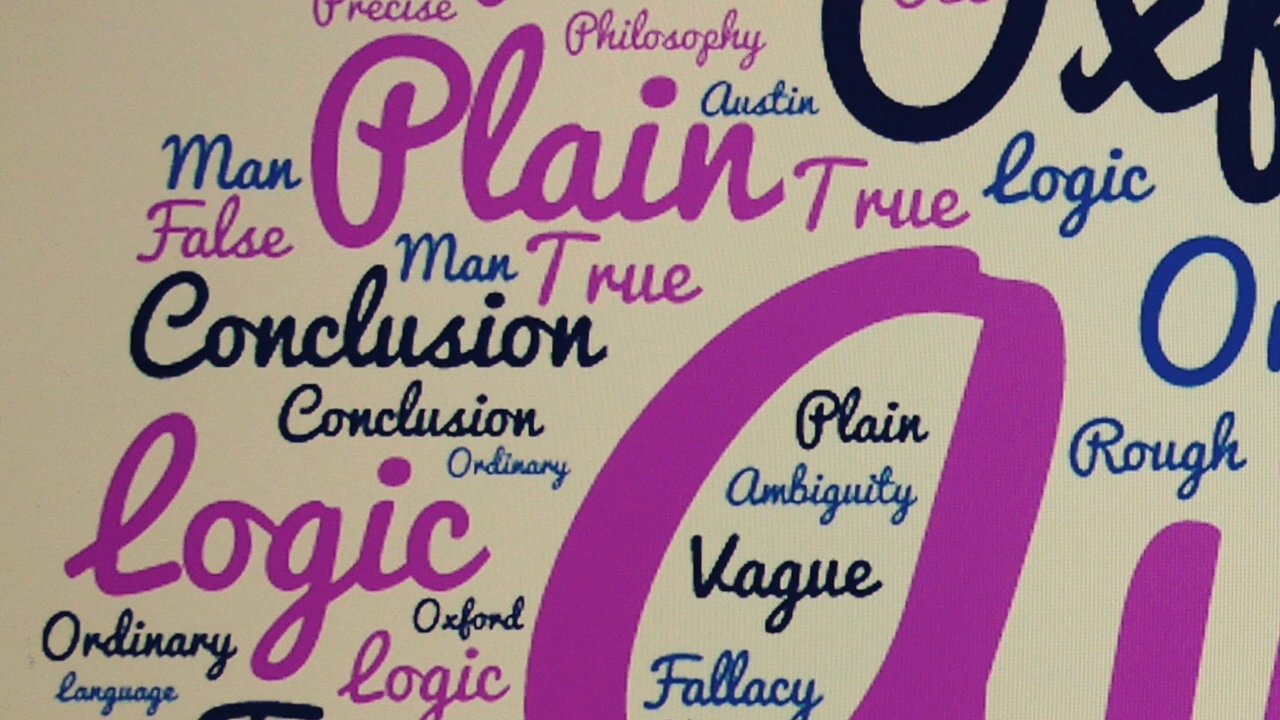 Precise
Philosophy
Plain
Austin
Man
True
Logic
False
Man
True
Conclusion
Plain
Conclusion
Rough
Ordinary
Ambiguity
Logic
Vague
Oxford
Ordinary
Logic
Fallacy
Language